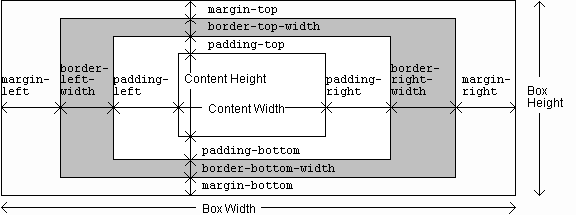 margin-top
border-top-width
padding-top
margin-
left
border-
left-
width
padding-
left
Content Height
Content Width
padding-
right
border-
right-
width
margin-
right
Box
Height
padding-bottom
border-bottom-width
margin-bottom
Box Width